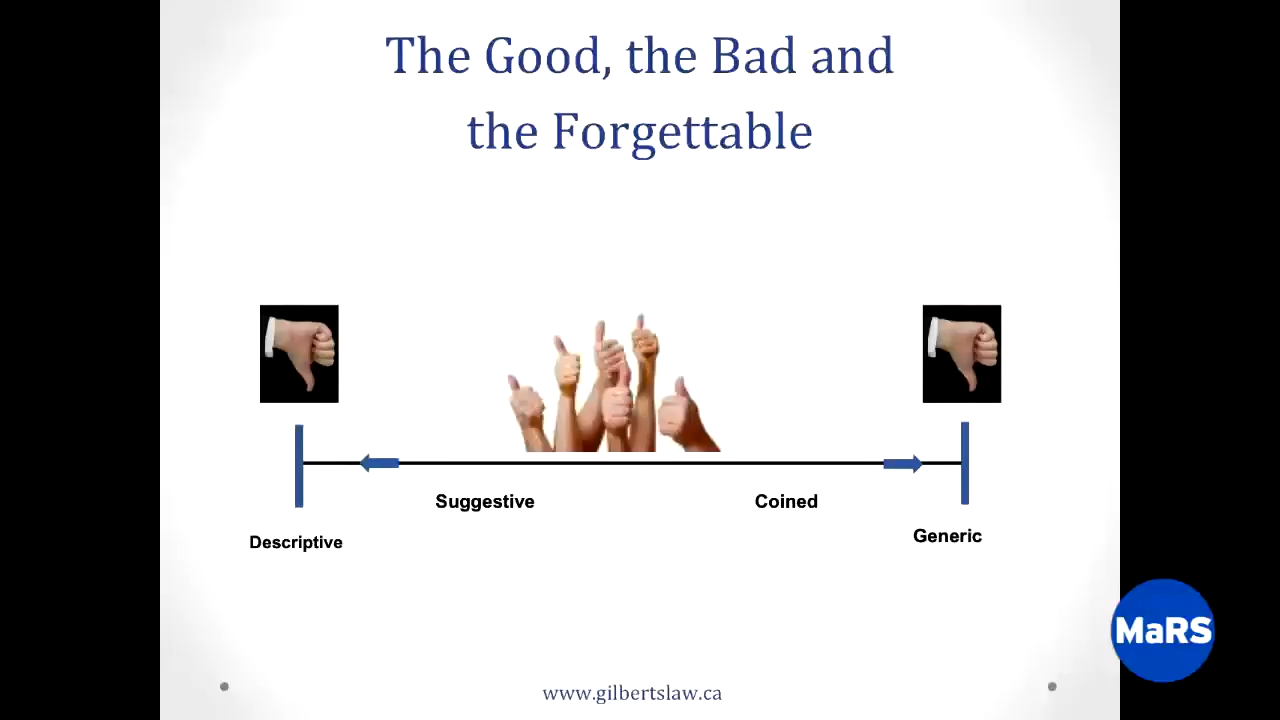 The Good, the Bad and
the Forgettable
Suggestive
Coined
Descriptive
Generic
MaRS
www.gilbertslaw.ca